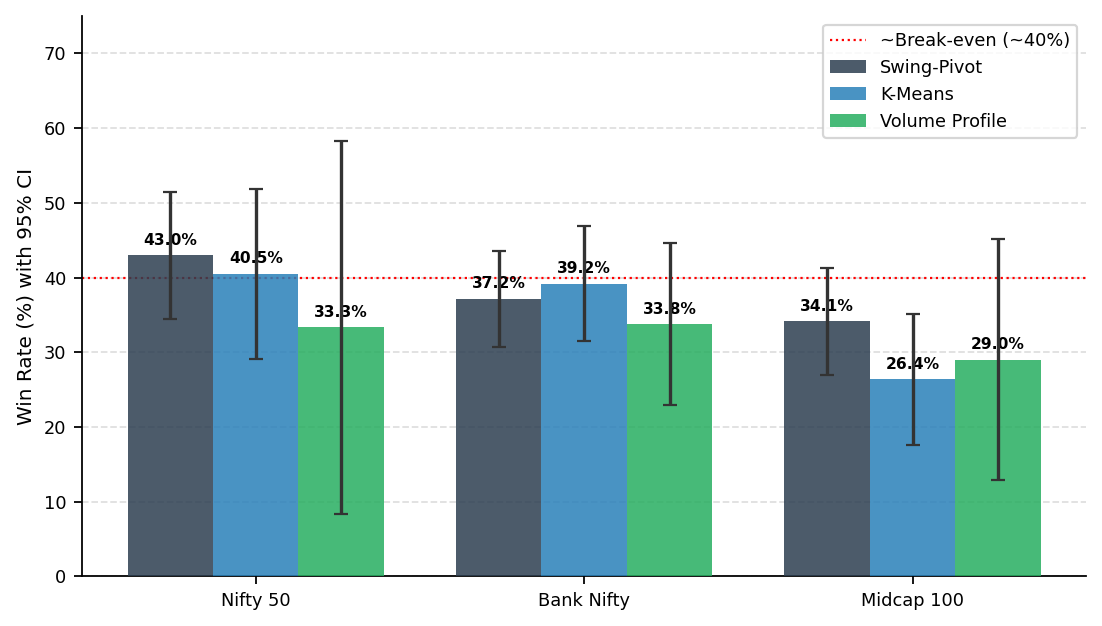 Win Rate (%) with 95% CI
70
60
50
40
30
20
10
0
~Break-even (~40%)
Swing-Pivot
K-Means
Volume Profile
43.0%
40.5%
33.3%
37.2%
39.2%
33.8%
34.1%
26.4%
29.0%
Nifty 50
Bank Nifty
Midcap 100